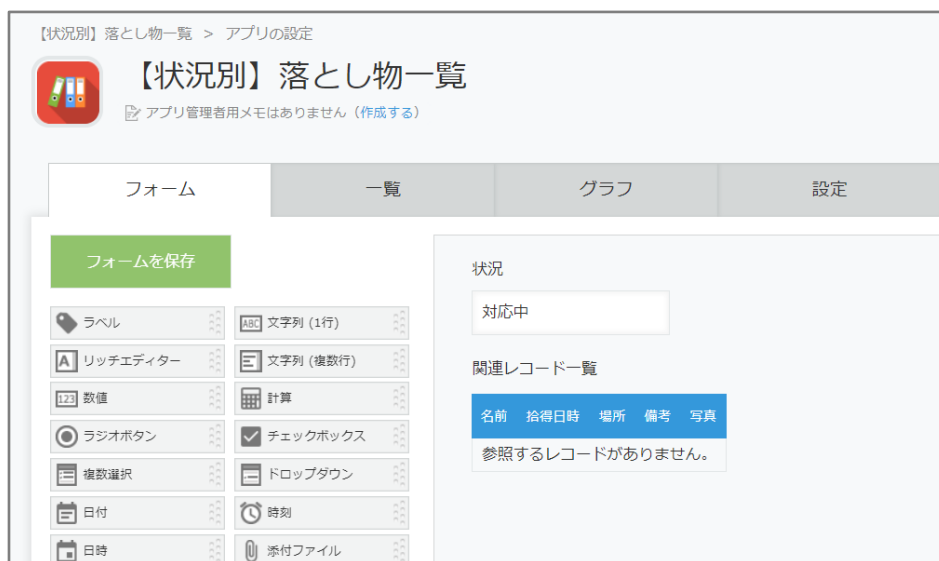 【状況別】落とし物一覧 > アプリの設定
【状況別】落とし物一覧
アプリ管理者用メモはありません（作成する）
フォーム 一覧 グラフ 設定
フォームを保存
ラベル ABC 文字列 (1行)
A リッチエディター 文字列 (複数行)
123 数値 計算
ラジオボタン チェックボックス
複数選択 ドロップダウン
日付 時刻
日時 添付ファイル
状況
対応中
関連レコード一覧
名前 拾得日時 場所 備考 写真
参照するレコードがありません。